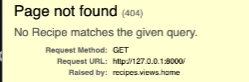 Page not found (404)
No Recipe matches the given query.
Request Method: GET
Request URL: http://127.0.0.1:8000/
Raised by: recipes.views.home